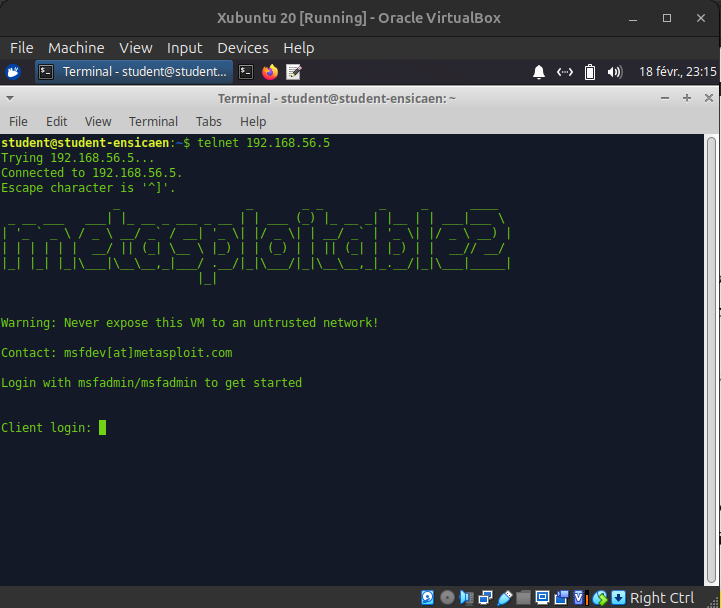 Xubuntu 20 [Running] - Oracle VirtualBox
File Machine View Input Devices Help
Terminal - student@student... 18 févr., 23:15
Terminal - student@student-ensicaen: ~
File Edit View Terminal Tabs Help
student@student-ensicaen:~$ telnet 192.168.56.5
Trying 192.168.56.5...
Connected to 192.168.56.5.
Escape character is '^]'.
metasploitable2
Warning: Never expose this VM to an untrusted network!
Contact: msfdev[at]metasploit.com
Login with msfadmin/msfadmin to get started
Client login:
Right Ctrl